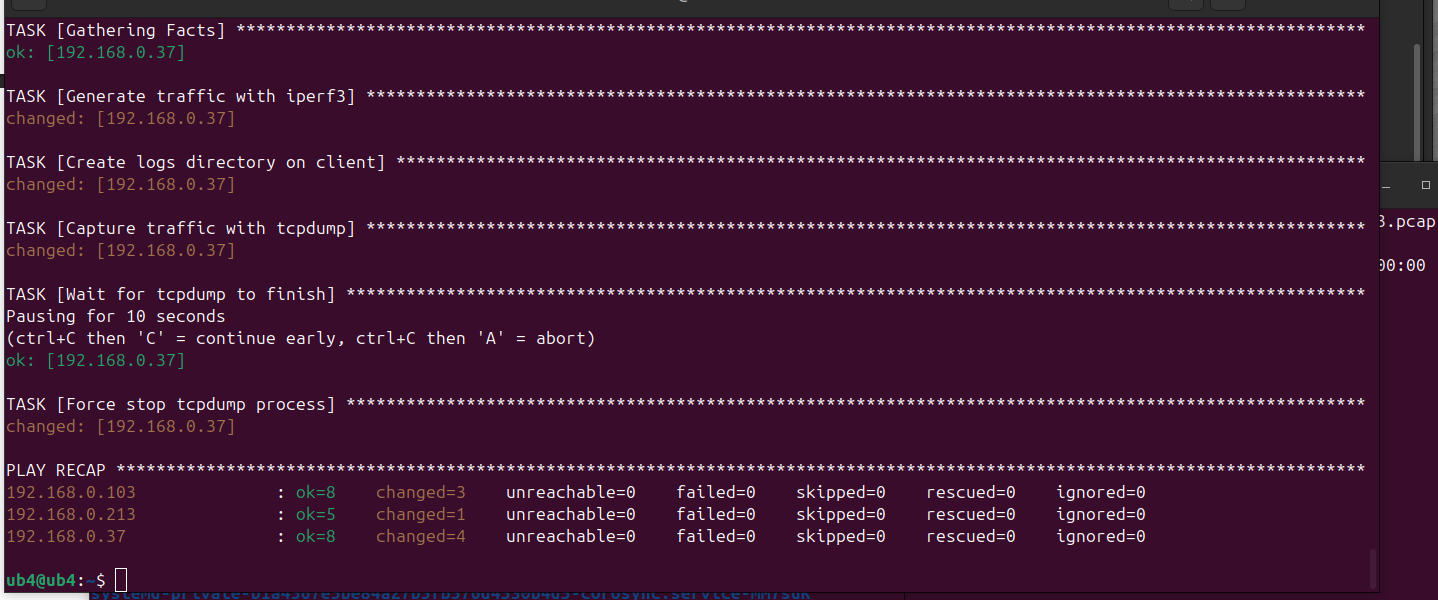 TASK [Gathering Facts] *****************************************************************************************************************
ok: [192.168.0.37]
TASK [Generate traffic with iperf3] ****************************************************************************************************
changed: [192.168.0.37]
TASK [Create logs directory on client] *************************************************************************************************
changed: [192.168.0.37]
3.pcap
TASK [Capture traffic with tcpdump] ****************************************************************************************************
changed: [192.168.0.37]
00:00
TASK [Wait for tcpdump to finish] ******************************************************************************************************
Pausing for 10 seconds
(ctrl+C then 'C' = continue early, ctrl+C then 'A' = abort)
ok: [192.168.0.37]
TASK [Force stop tcpdump process] ******************************************************************************************************
changed: [192.168.0.37]
PLAY RECAP *****************************************************************************************************************************
192.168.0.103 : ok=8 changed=3 unreachable=0 failed=0 skipped=0 rescued=0 ignored=0
192.168.0.213 : ok=5 changed=1 unreachable=0 failed=0 skipped=0 rescued=0 ignored=0
192.168.0.37 : ok=8 changed=4 unreachable=0 failed=0 skipped=0 rescued=0 ignored=0
ub4@ub4:~$